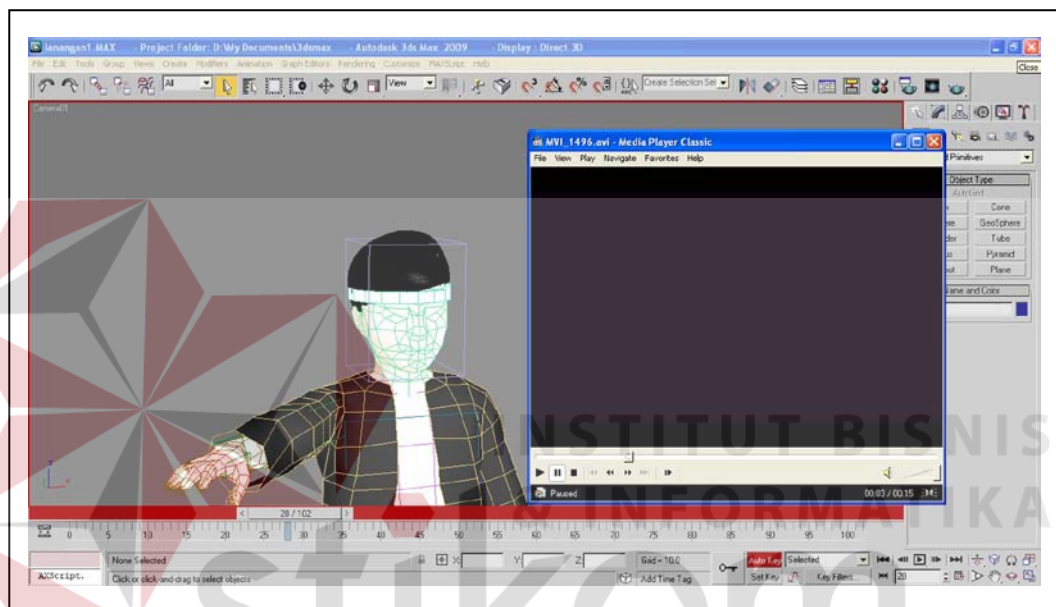 lanangan1.MAX - Project Folder: D:\My Documents\3dsmax - Autodesk 3ds Max 2009 - Display : Direct 3D
File Edit Tools Group Views Create Modifiers Animation Graph Editors Rendering Customize MAXScript Help
Close
All
View
Create Selection Set
Camera01
MVI_1496.avi - Media Player Classic
File View Play Navigate Favorites Help
Primitives
Object Type
AutoGrid
Cone
GeoSphere
Tube
Pyramid
Plane
Name and Color
INSTITUT BISNIS
& INFORMATIKA
stikom
Paused
00:03 / 00:15
z
x
28 / 102
0 5 10 15 20 25 30 35 40 45 50 55 60 65 70 75 80 85 90 95 100
None Selected
X:
Y:
Z:
Grid = 10.0
Auto Key
Selected
AXScript.
Click or click-and-drag to select objects
Add Time Tag
Set Key
Key Filters...
28